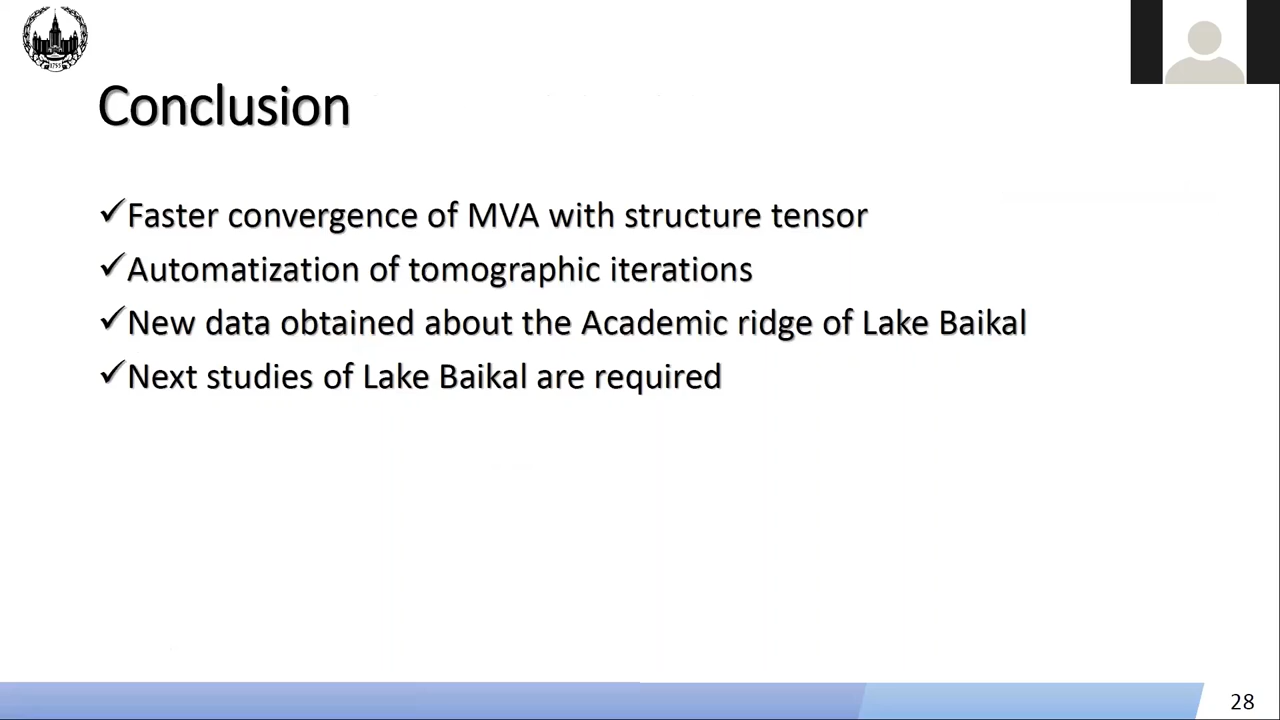 Conclusion
✓Faster convergence of MVA with structure tensor
✓Automatization of tomographic iterations
✓New data obtained about the Academic ridge of Lake Baikal
✓Next studies of Lake Baikal are required
28